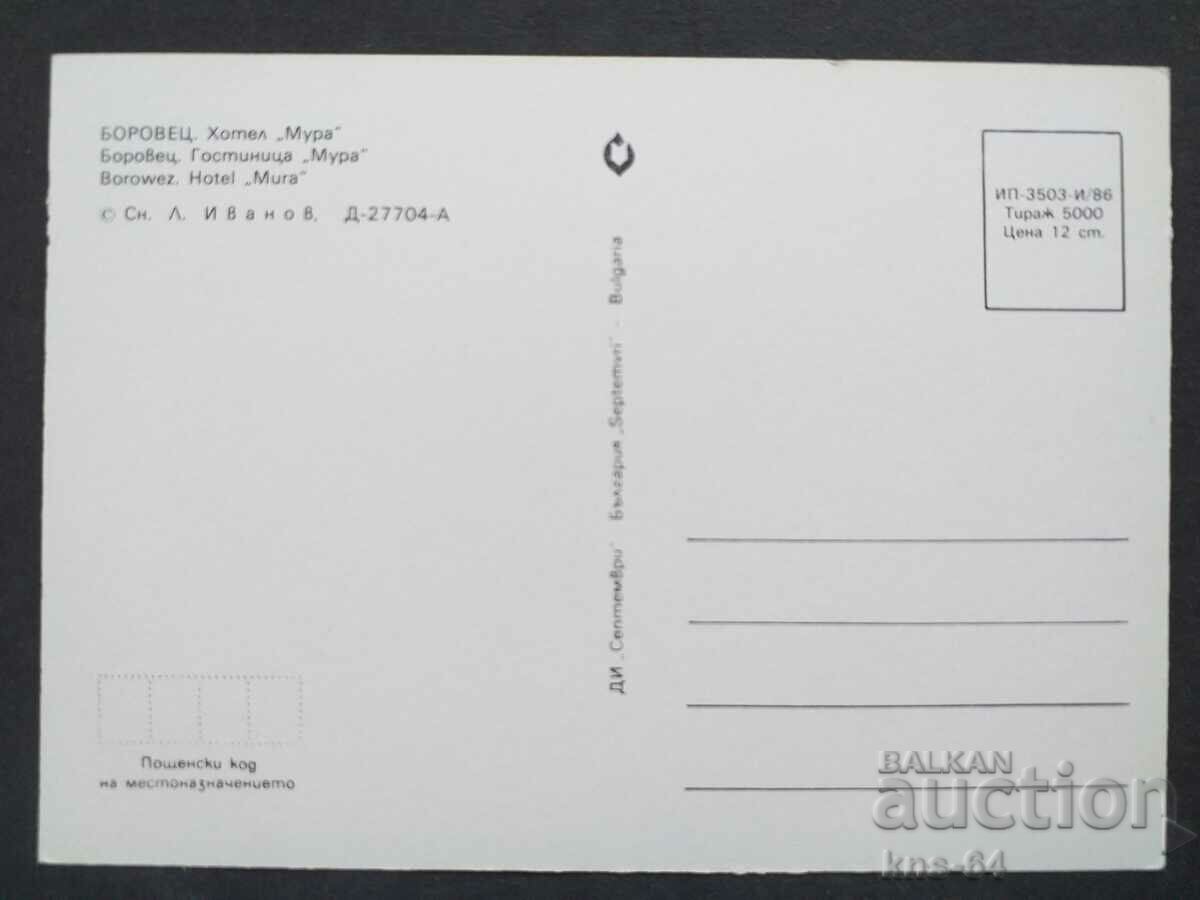 БОРОВЕЦ. Хотел „Мура“
Боровец. Гостиница „Мура“
Borowez. Hotel „Mura“
© Сн. Л. Иванов, Д-27704-А
ДИ „Септември“ България „Septemvri“ - Bulgaria
ИП-3503-И/86
Тираж 5000
Цена 12 ст.
Пощенски код
на местоназначението
BALKAN
auction
kns-64